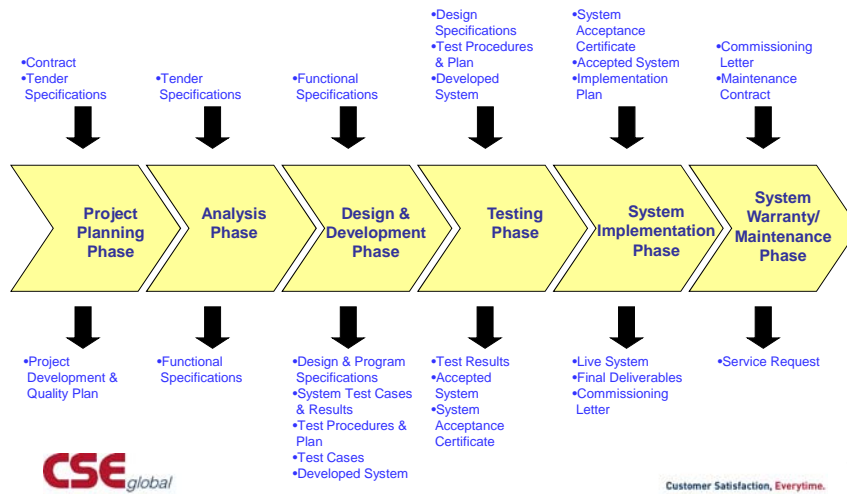 •Contract
•Tender
Specifications
•Tender
Specifications
•Functional
Specifications
•Design
Specifications
•Test Procedures
& Plan
•Developed
System
•System
Acceptance
Certificate
•Accepted System
•Implementation
Plan
•Commissioning
Letter
•Maintenance
Contract
Project
Planning
Phase
Analysis
Phase
Design &
Development
Phase
Testing
Phase
System
Implementation
Phase
System
Warranty/
Maintenance
Phase
•Project
Development &
Quality Plan
•Functional
Specifications
•Design & Program
Specifications
•System Test Cases
& Results
•Test Procedures &
Plan
•Test Cases
•Developed System
•Test Results
•Accepted
System
•System
Acceptance
Certificate
•Live System
•Final Deliverables
•Commissioning
Letter
•Service Request
CSE global
Customer Satisfaction, Everytime.